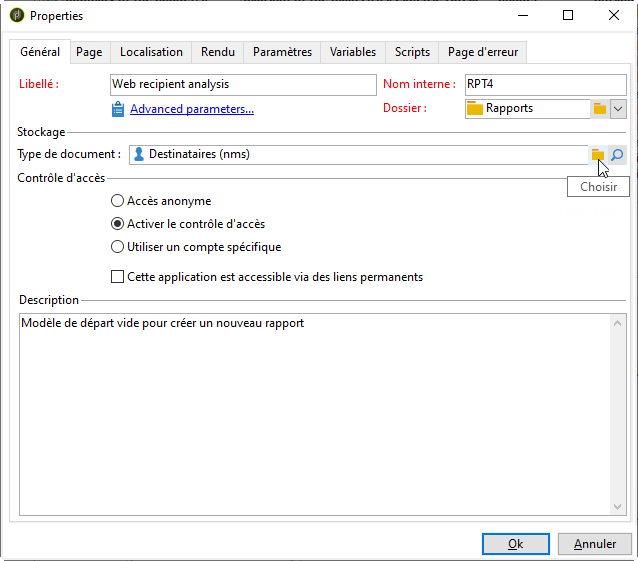 Properties
Général Page Localisation Rendu Paramètres Variables Scripts Page d'erreur
Libellé : Web recipient analysis Nom interne : RPT4
Advanced parameters... Dossier : Rapports
Stockage
Type de document : Destinataires (nms)
Choisir
Contrôle d'accès
Accès anonyme
Activer le contrôle d'accès
Utiliser un compte spécifique
Cette application est accessible via des liens permanents
Description
Modèle de départ vide pour créer un nouveau rapport
Ok Annuler